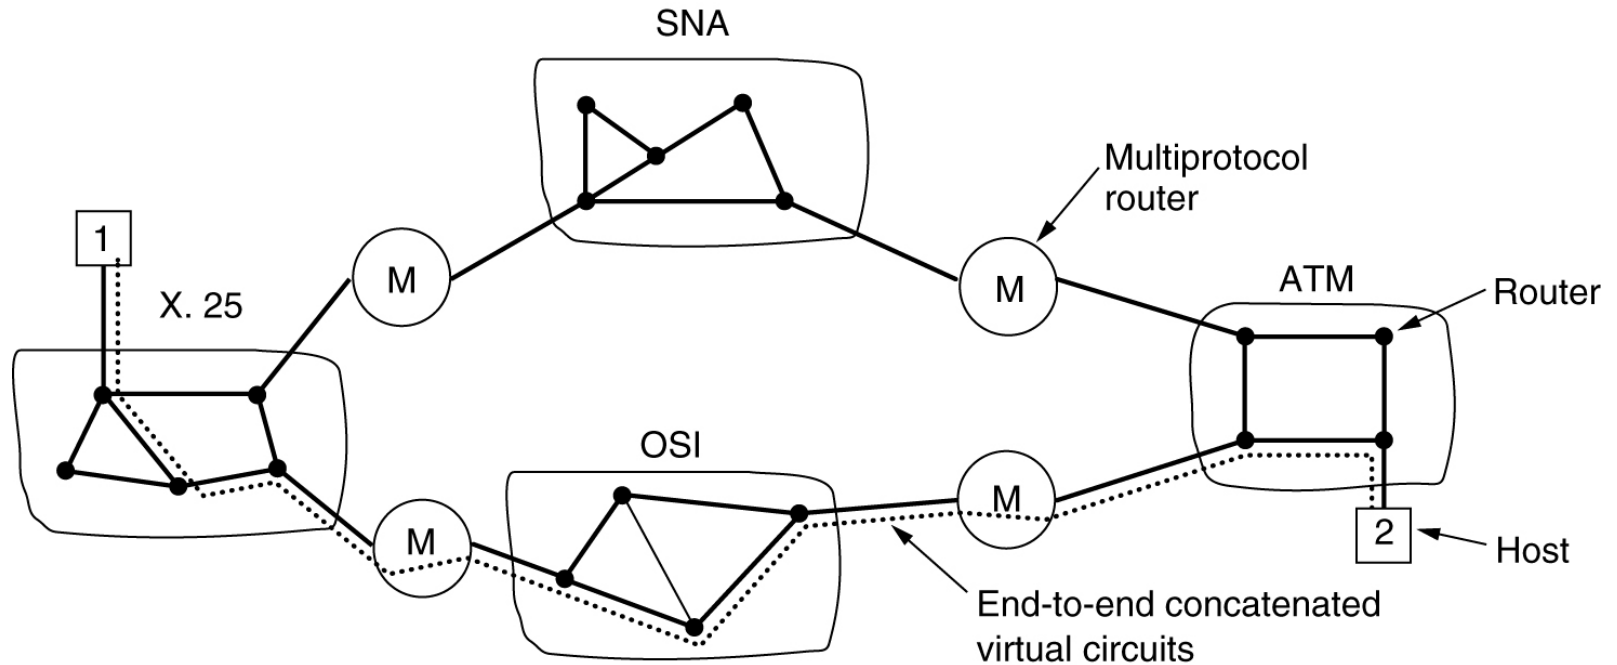 SNA
Multiprotocol
router
1
M
M
ATM
X. 25
Router
OSI
M
M
2
Host
End-to-end concatenated
virtual circuits